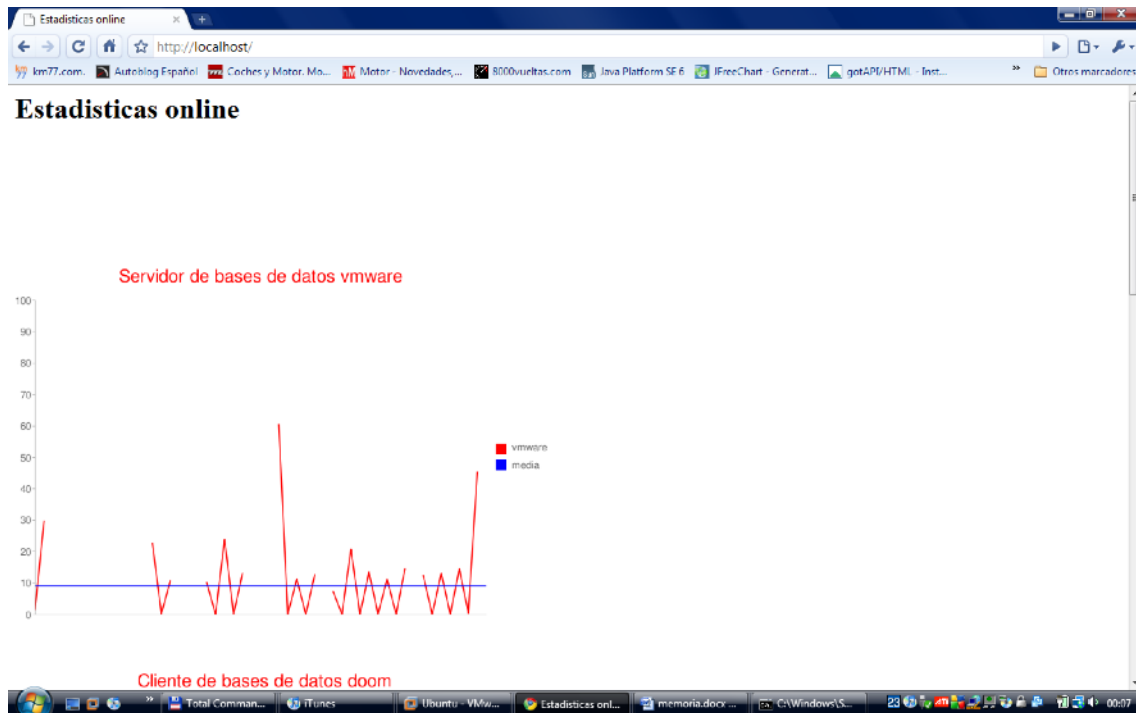 Estadisticas online
http://localhost/
km77.com. Autoblog Español Coches y Motor. Mo... Motor - Novedades,... 8000vueltas.com Java Platform SE 6 JFreeChart - Generat... gotAPI/HTML - Inst... » Otros marcadores
Estadisticas online
Servidor de bases de datos vmware
100
90
80
70
60
50
40
30
20
10
0
vmware
media
Cliente de bases de datos doom
» Total Comman... iTunes Ubuntu - VMw... Estadisticas onl... memoria.docx ... C:\Windows\S... 23 00:07